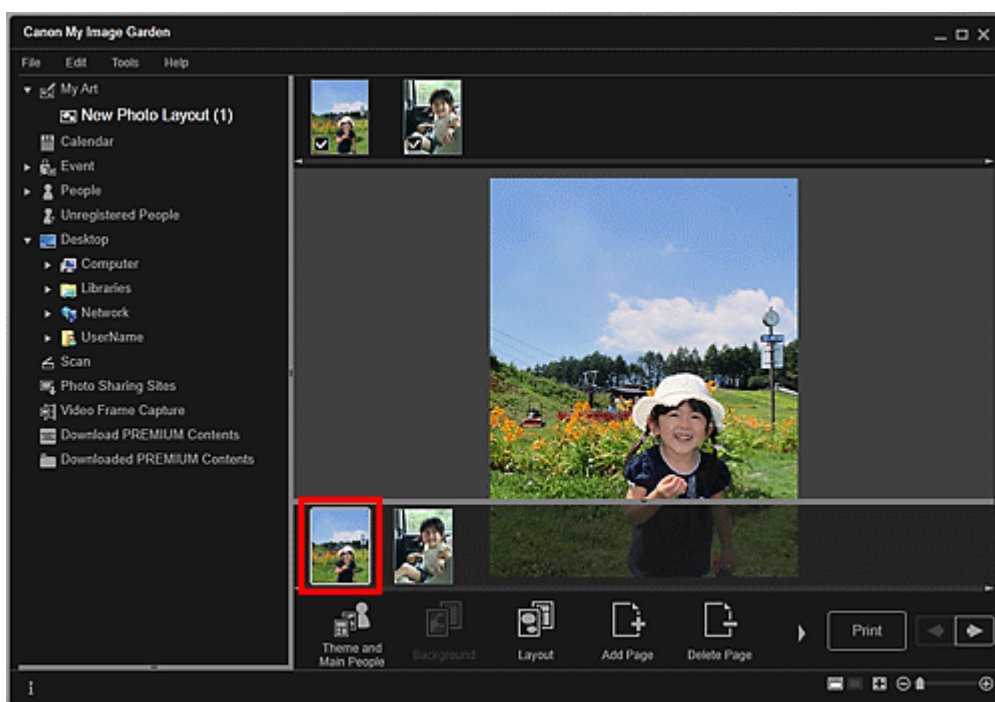 Canon My Image Garden
File Edit Tools Help
My Art
New Photo Layout (1)
Calendar
Event
People
Unregistered People
Desktop
Computer
Libraries
Network
UserName
Scan
Photo Sharing Sites
Video Frame Capture
Download PREMIUM Contents
Downloaded PREMIUM Contents
Theme and
Main People
Background
Layout
Add Page
Delete Page
Print